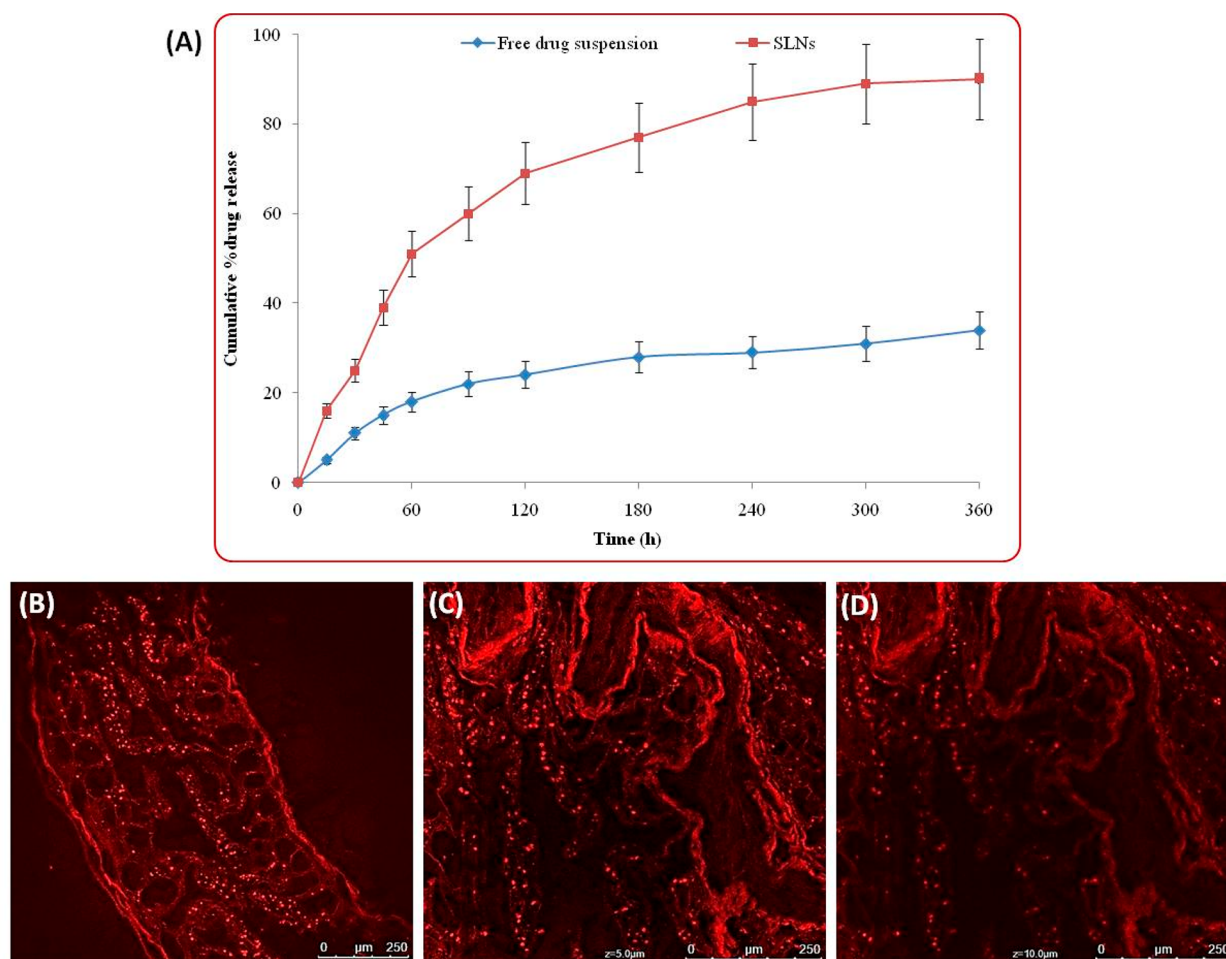 (A)
Free drug suspension
SLNs
Cumulative %drug release
100
80
60
40
20
0
0 60 120 180 240 300 360
Time (h)
(B)
(C)
(D)
0 µm 250
z=5.0µm
0 µm 250
z=10.0µm
0 µm 250